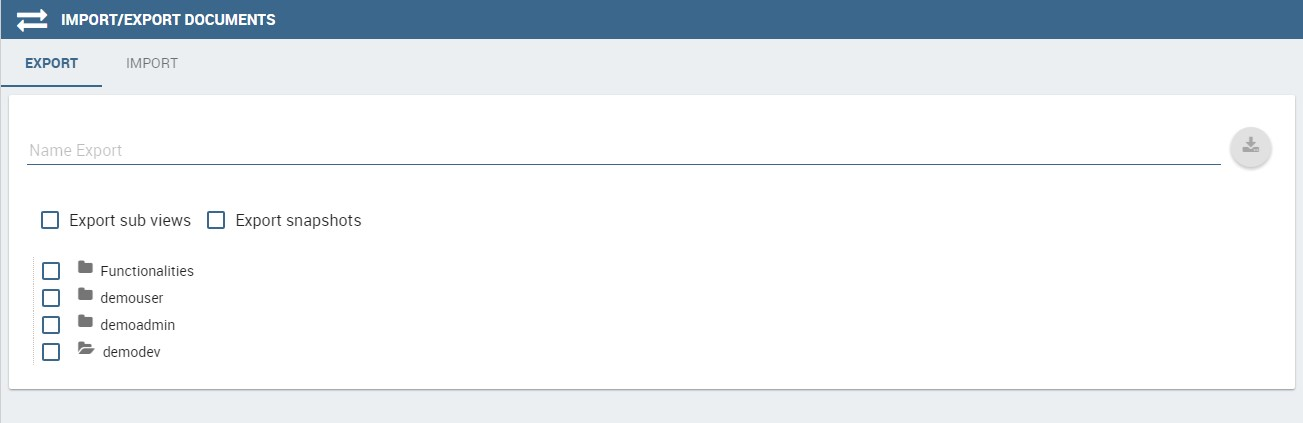 IMPORT/EXPORT DOCUMENTS
EXPORT IMPORT
Name Export
Export sub views Export snapshots
Functionalities
demouser
demoadmin
demodev